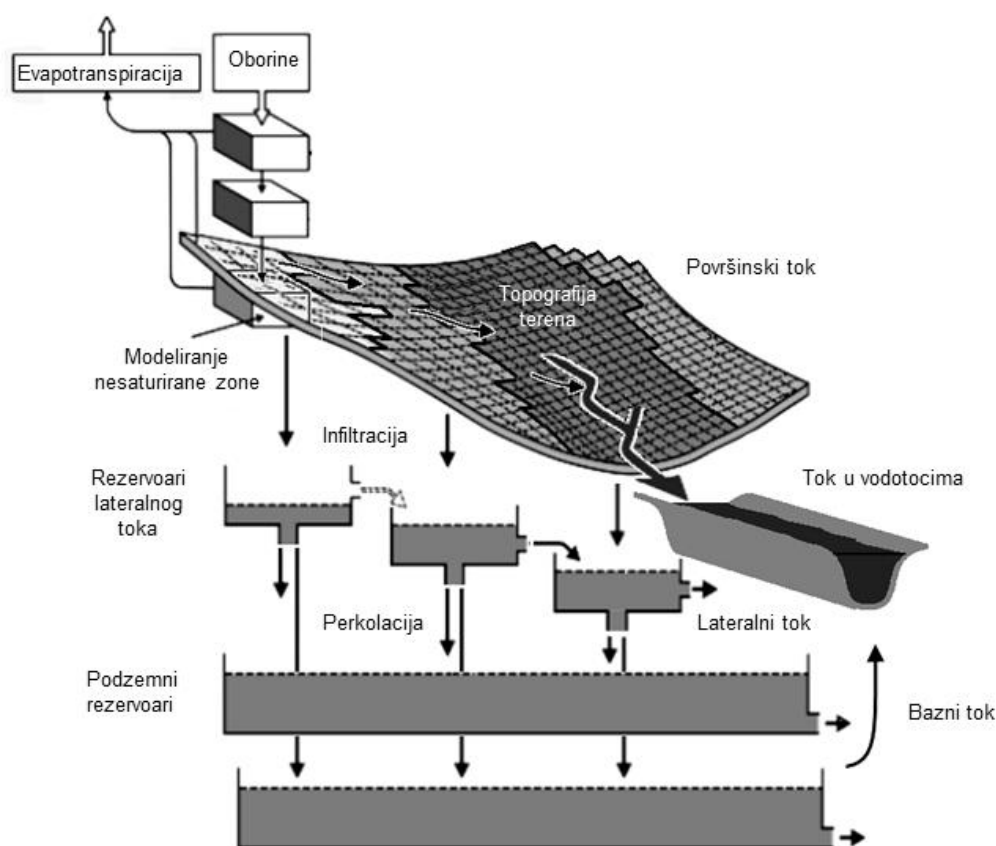 Oborine
Evapotranspiracija
Površinski tok
Topografija
terena
Modeliranje
nesaturirane zone
Infiltracija
Rezervoari
lateralnog
toka
Tok u vodotocima
Perkolacija
Lateralni tok
Podzemni
rezervoari
Bazni tok